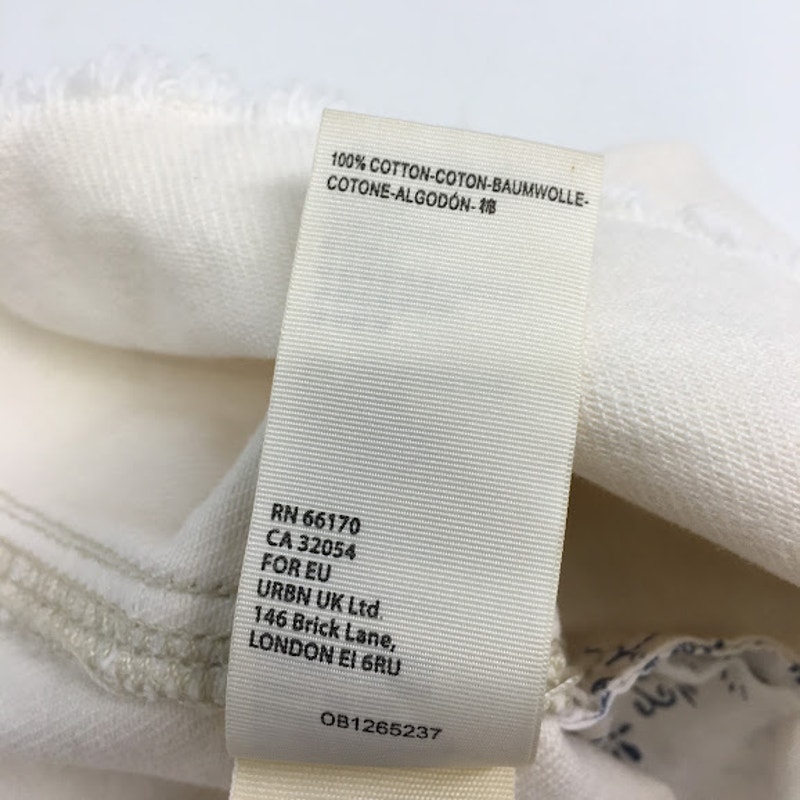 100% COTTON-COTON-BAUMWOLLE-
COTONE-ALGODÓN-棉
RN 66170
CA 32054
FOR EU
URBN UK Ltd.
146 Brick Lane,
LONDON EI 6RU
OB1265237